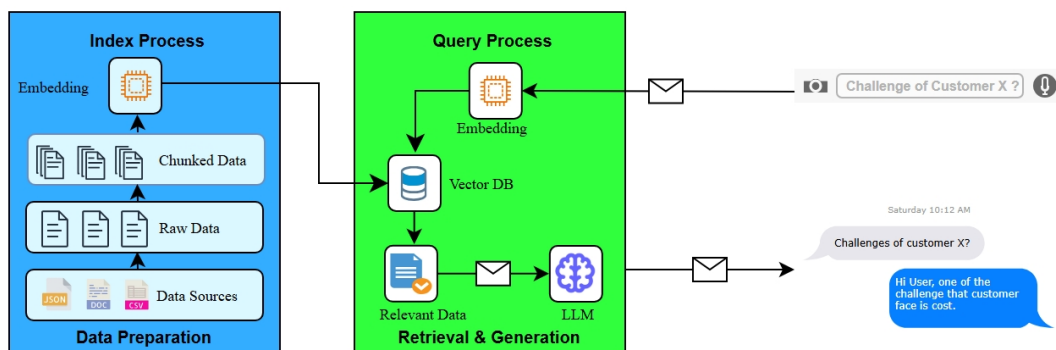 Index Process
Embedding
Chunked Data
Raw Data
JSON
DOC
CSV
Data Sources
Data Preparation
Query Process
Embedding
Vector DB
Relevant Data
LLM
Retrieval & Generation
Challenge of Customer X ?
Saturday 10:12 AM
Challenges of customer X?
Hi User, one of the
challenge that customer
face is cost.